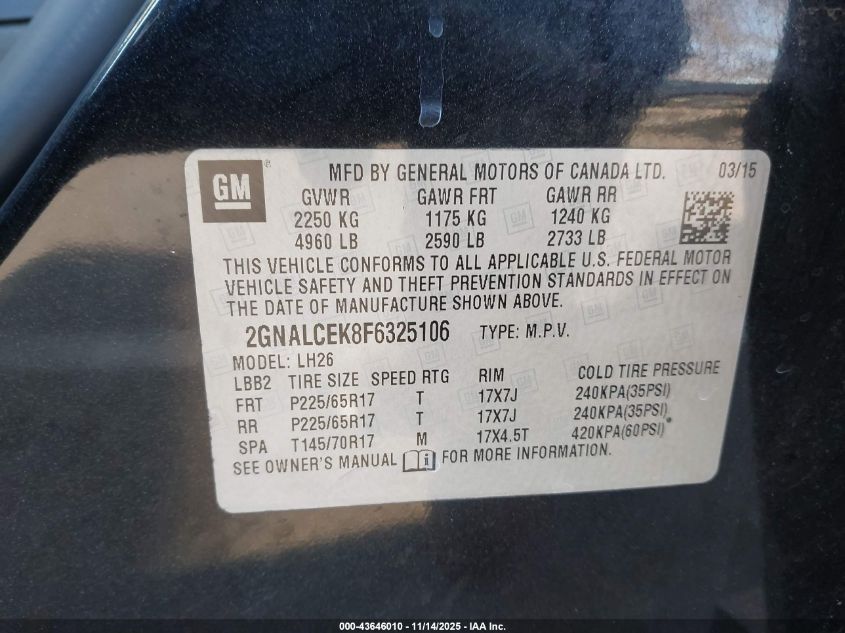 GM ®
MFD BY GENERAL MOTORS OF CANADA LTD. 03/15
GVWR GAWR FRT GAWR RR
2250 KG 1175 KG 1240 KG
4960 LB 2590 LB 2733 LB
THIS VEHICLE CONFORMS TO ALL APPLICABLE U.S. FEDERAL MOTOR
VEHICLE SAFETY AND THEFT PREVENTION STANDARDS IN EFFECT ON
THE DATE OF MANUFACTURE SHOWN ABOVE.
2GNALCEK8F6325106 TYPE: M.P.V.
MODEL: LH26
LBB2 TIRE SIZE SPEED RTG RIM COLD TIRE PRESSURE
FRT P225/65R17 T 17X7J 240KPA(35PSI)
RR P225/65R17 T 17X7J 240KPA(35PSI)
SPA T145/70R17 M 17X4.5T 420KPA(60PSI)
SEE OWNER'S MANUAL FOR MORE INFORMATION.
000-43646010 - 11/14/2025 - IAA Inc.